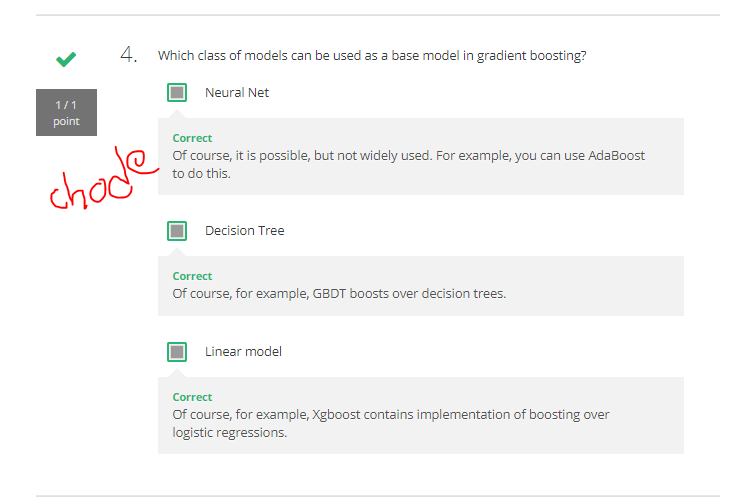 4. Which class of models can be used as a base model in gradient boosting?
1 / 1
point
Neural Net
Correct
Of course, it is possible, but not widely used. For example, you can use AdaBoost
to do this.
chode
Decision Tree
Correct
Of course, for example, GBDT boosts over decision trees.
Linear model
Correct
Of course, for example, Xgboost contains implementation of boosting over
logistic regressions.